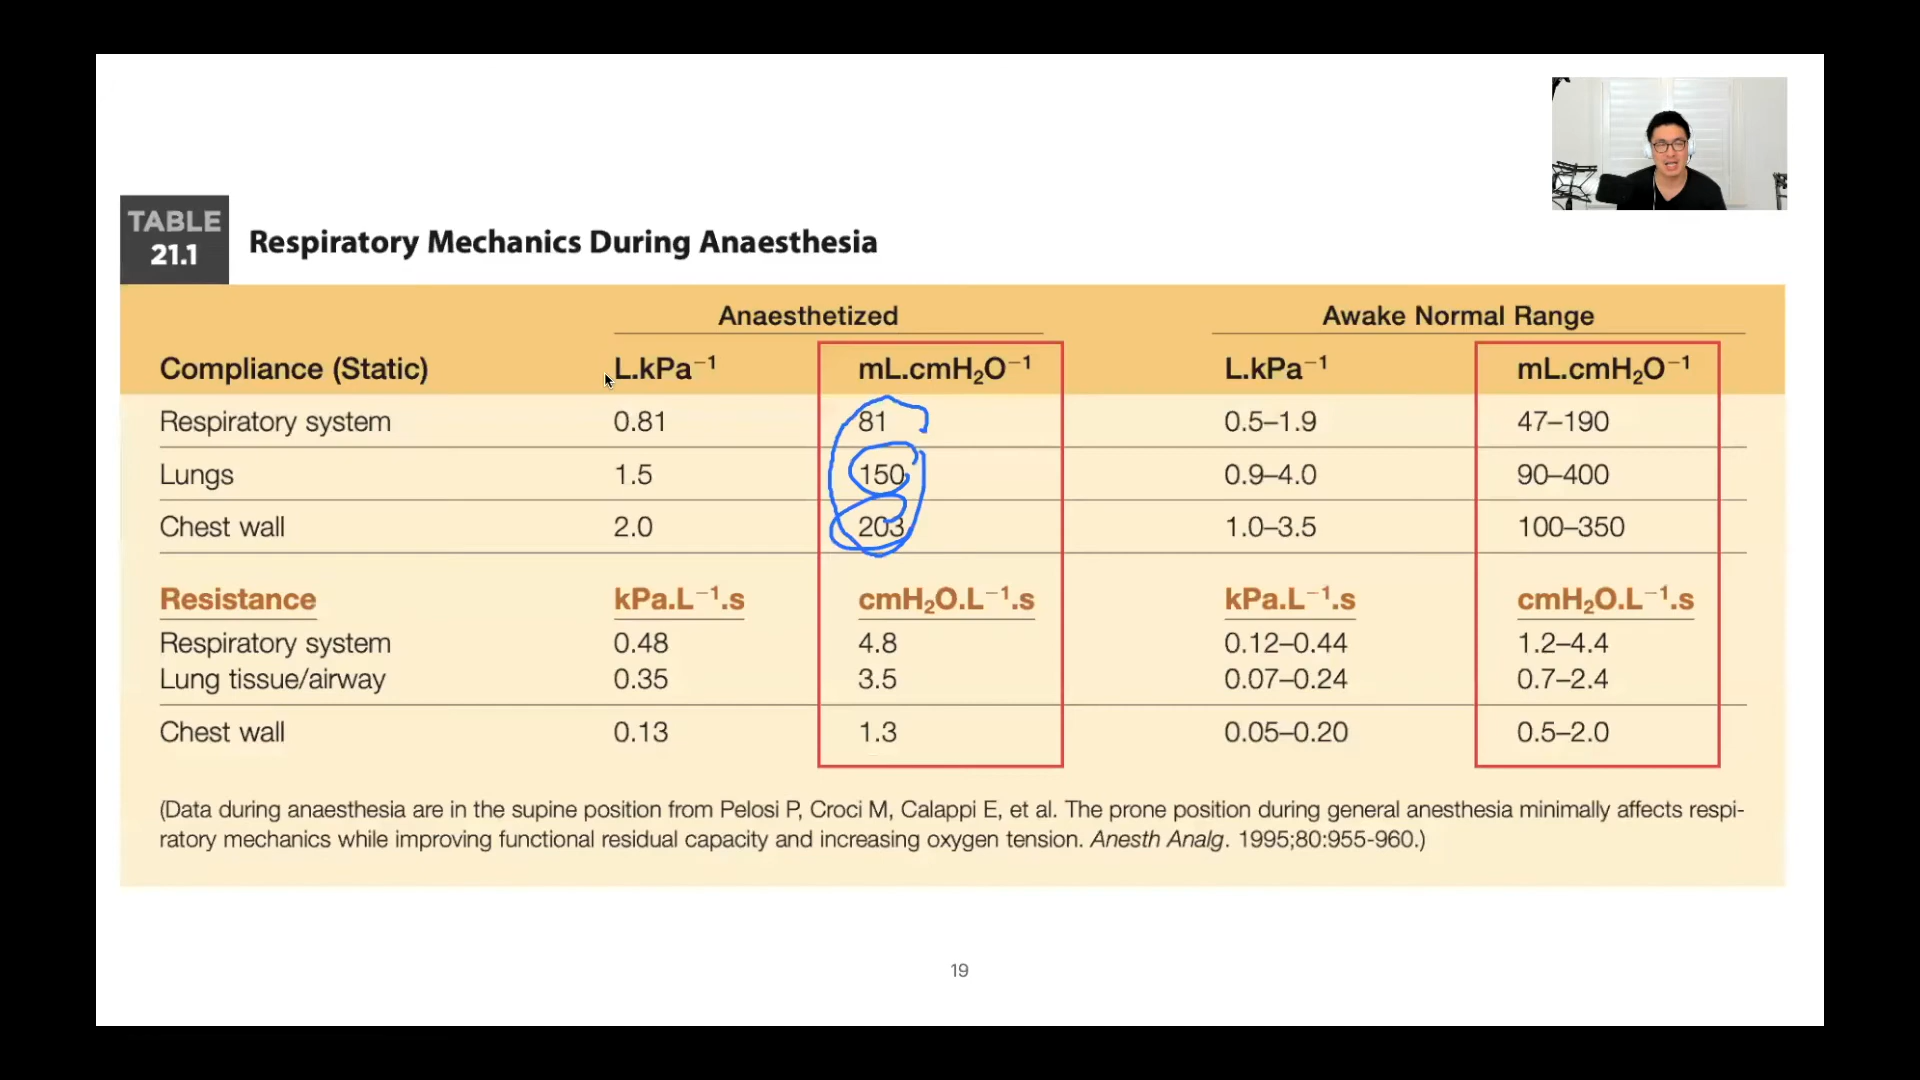 TABLE
21.1
Respiratory Mechanics During Anaesthesia
Anaesthetized Awake Normal Range
Compliance (Static) L.kPa⁻¹ mL.cmH₂O⁻¹ L.kPa⁻¹ mL.cmH₂O⁻¹
Respiratory system 0.81 81 0.5–1.9 47–190
Lungs 1.5 150 0.9–4.0 90–400
Chest wall 2.0 203 1.0–3.5 100–350
Resistance kPa.L⁻¹.s cmH₂O.L⁻¹.s kPa.L⁻¹.s cmH₂O.L⁻¹.s
Respiratory system 0.48 4.8 0.12–0.44 1.2–4.4
Lung tissue/airway 0.35 3.5 0.07–0.24 0.7–2.4
Chest wall 0.13 1.3 0.05–0.20 0.5–2.0
(Data during anaesthesia are in the supine position from Pelosi P, Croci M, Calappi E, et al. The prone position during general anesthesia minimally affects respi-
ratory mechanics while improving functional residual capacity and increasing oxygen tension. Anesth Analg. 1995;80:955-960.)
19